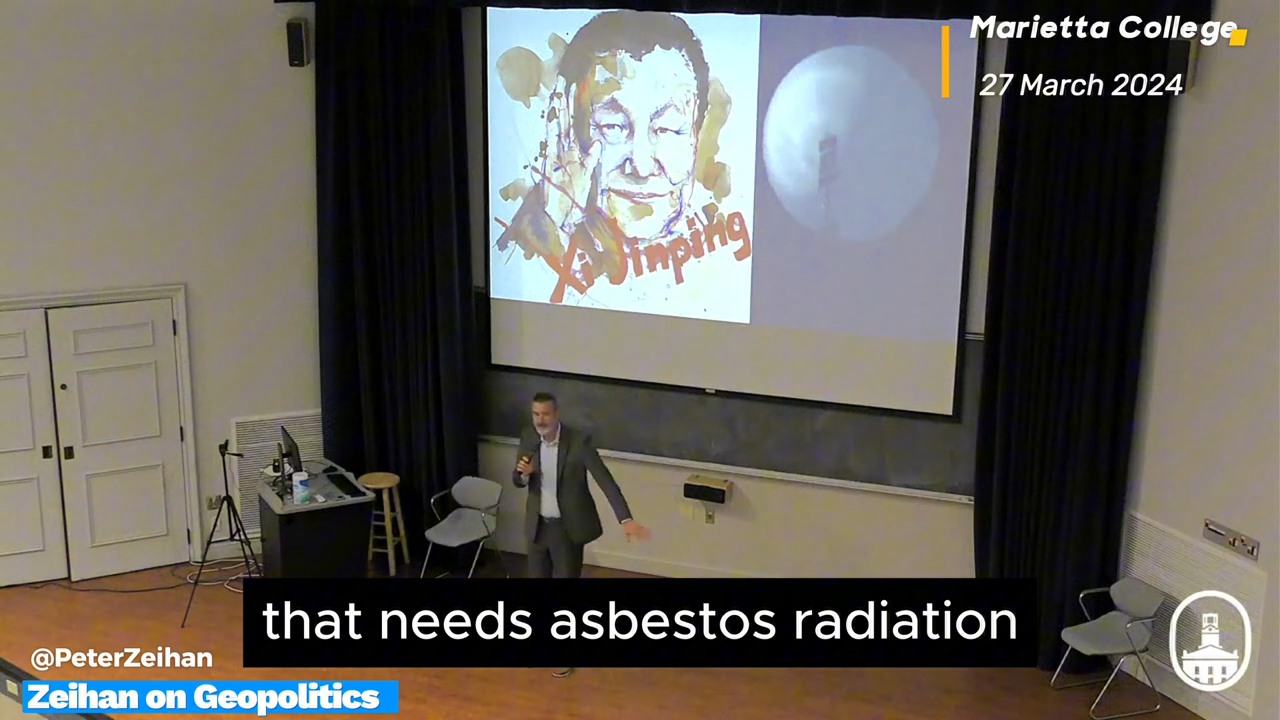 Marietta College
27 March 2024
Xi Jinping
that needs asbestos radiation
@PeterZeihan
Zeihan on Geopolitics